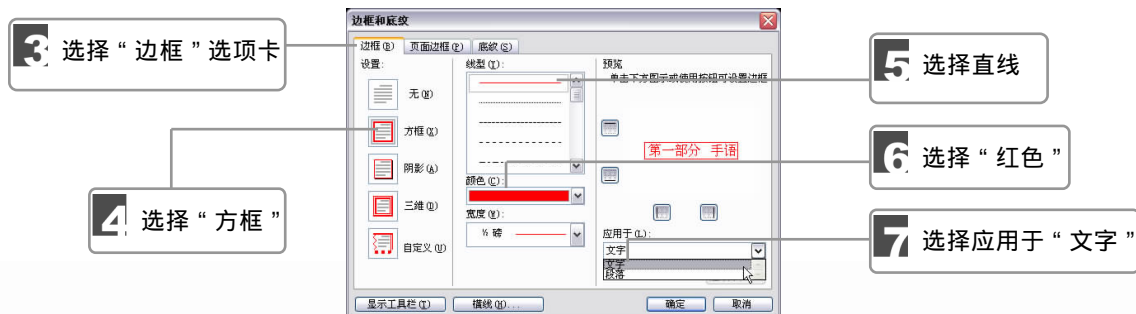 3 选择“边框”选项卡
4 选择“方框”
边框和底纹
边框(B) 页面边框(P) 底纹(S)
设置:
无(N)
方框(X)
阴影(A)
三维(D)
自定义(U)
线型(Y):
颜色(C):
宽度(W):
½ 磅
预览
单击下方图示或使用按钮可设置边框
第一部分 手语
应用于(L):
文字
文字
段落
显示工具栏(T) 横线(H)... 确定 取消
5 选择直线
6 选择“红色”
7 选择应用于“文字”